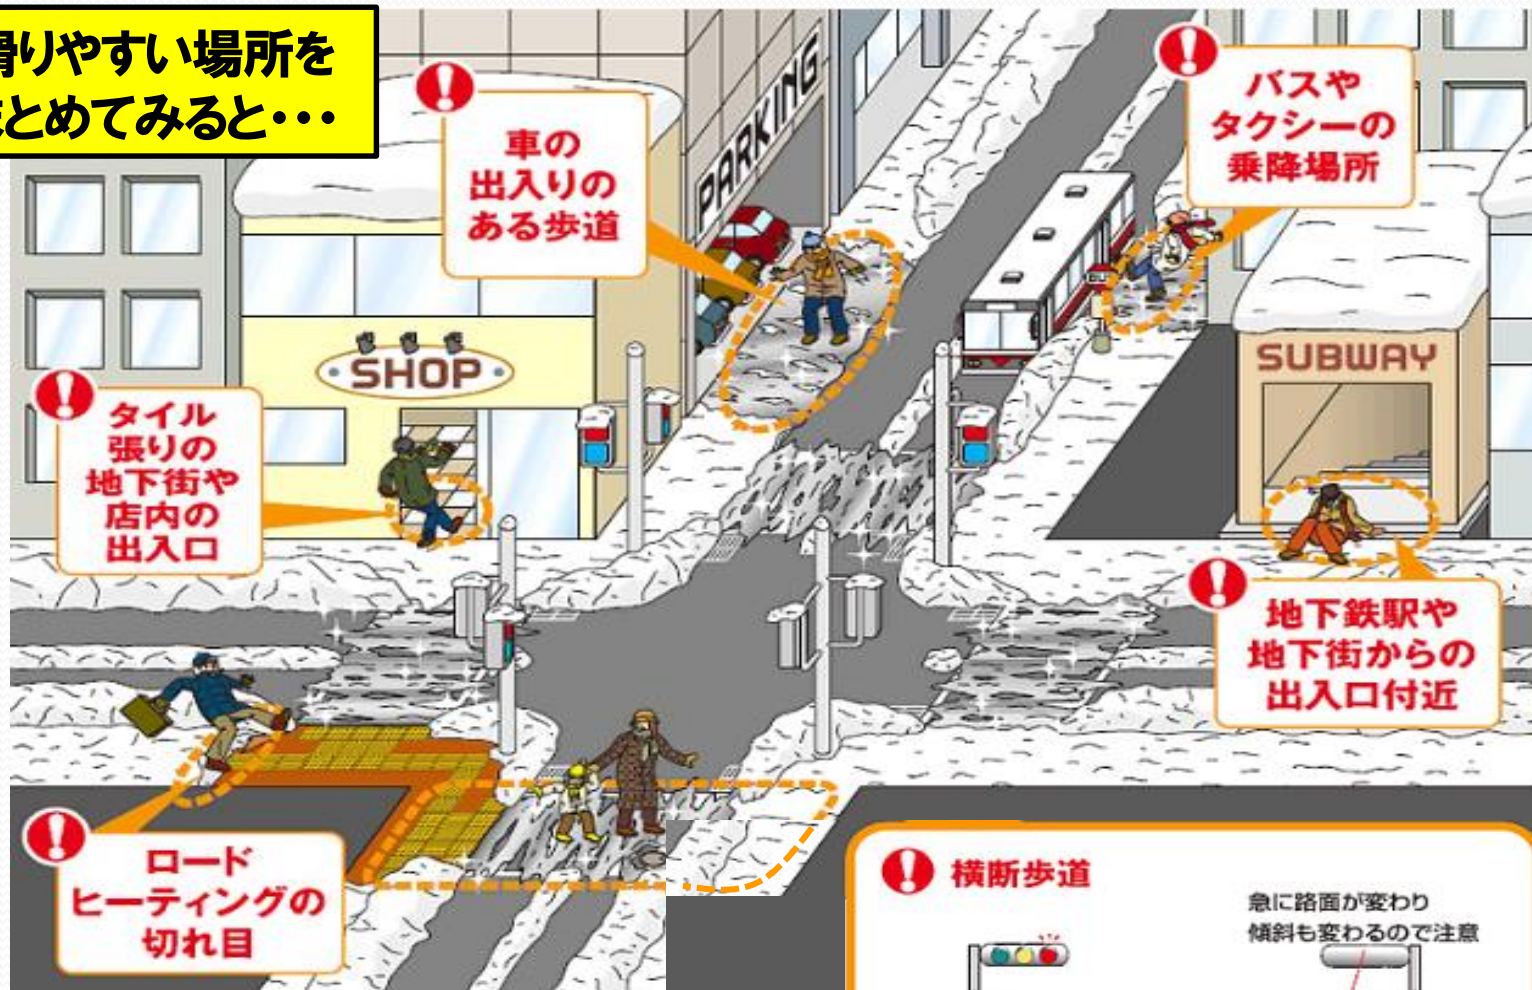 滑りやすい場所を
まとめてみると・・・
!
車の
出入りの
ある歩道
PARKING
!
バスや
タクシーの
乗降場所
!
タイル
張りの
地下街や
店内の
出入口
SHOP
SUBWAY
!
地下鉄駅や
地下街からの
出入口付近
!
ロード
ヒーティングの
切れ目
!
横断歩道
急に路面が変わり
傾斜も変わるので注意